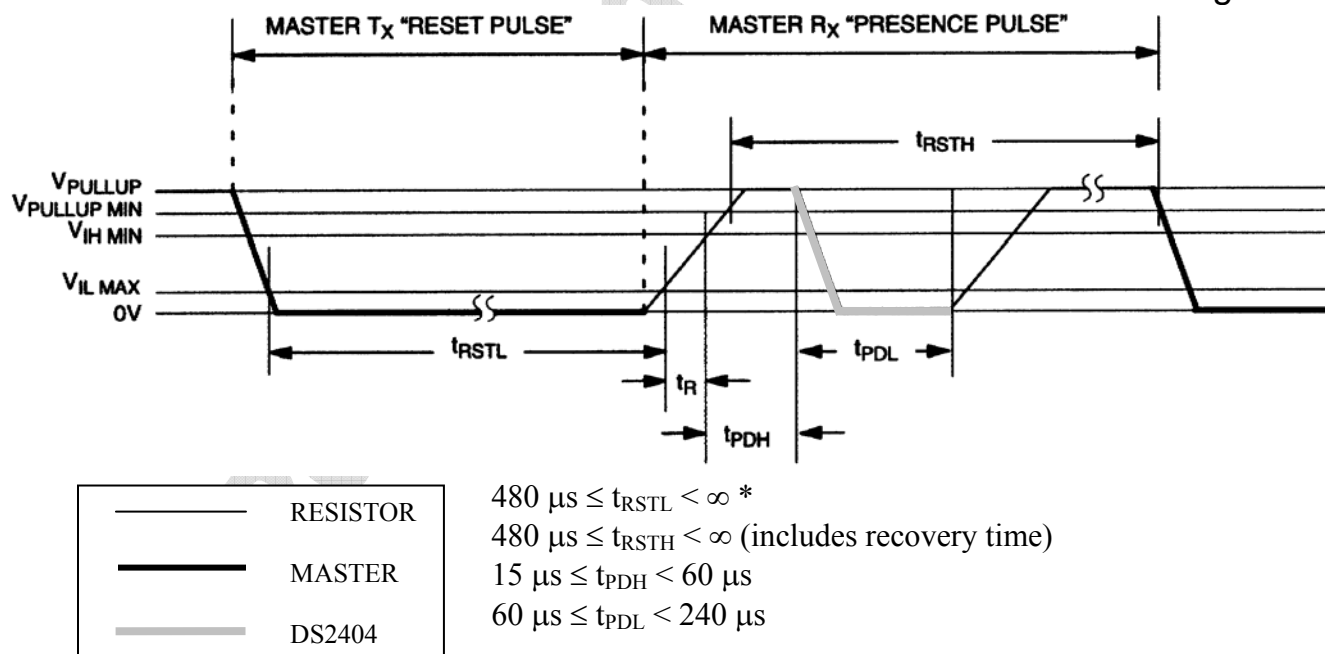 MASTER TX “RESET PULSE” MASTER RX “PRESENCE PULSE”
tRSTH
VPULLUP
VPULLUP MIN
VIH MIN
VIL MAX
0V
tRSTL
tPDL
tR
tPDH
RESISTOR
MASTER
DS2404
480 μs ≤ tRSTL < ∞ *
480 μs ≤ tRSTH < ∞ (includes recovery time)
15 μs ≤ tPDH < 60 μs
60 μs ≤ tPDL < 240 μs